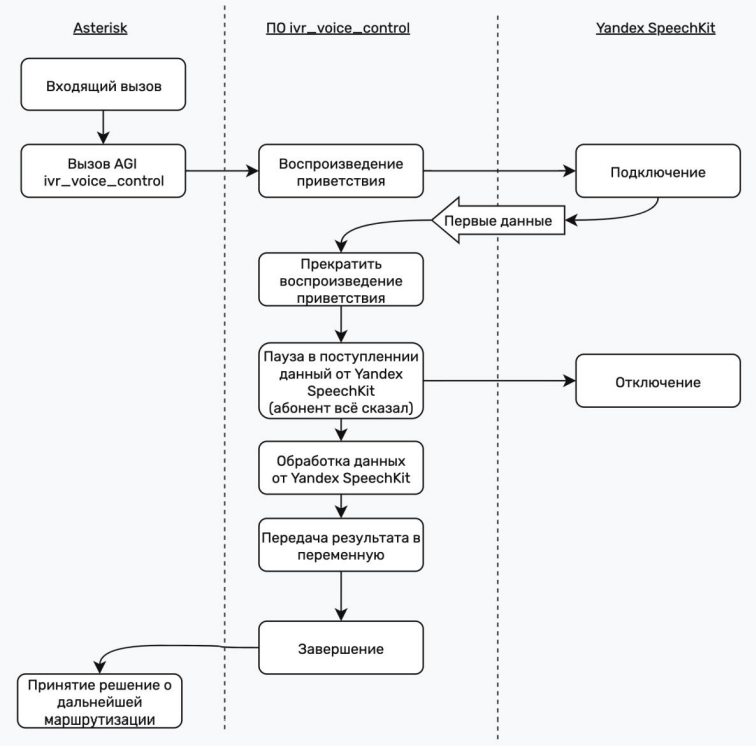 Asterisk
ПО ivr_voice_control
Yandex SpeechKit
Входящий вызов
Вызов AGI
ivr_voice_control
Воспроизведение
приветствия
Подключение
Первые данные
Прекратить
воспроизведение
приветствия
Пауза в поступленнии
данный от Yandex
SpeechKit
(абонент всё сказал)
Отключение
Обработка данных
от Yandex SpeechKit
Передача результата в
переменную
Завершение
Принятие решение о
дальнейшей
маршрутизации